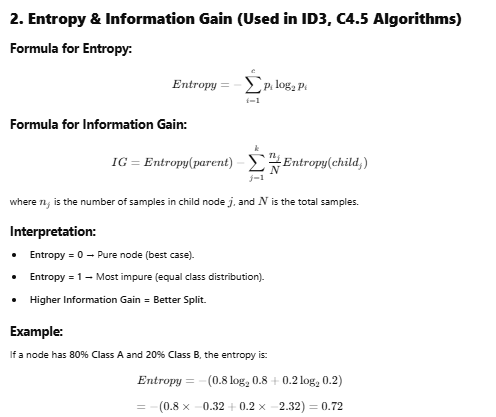 2. Entropy & Information Gain (Used in ID3, C4.5 Algorithms)
Formula for Entropy:
Entropy = − ∑_{i=1}^{c} p_i log_2 p_i
Formula for Information Gain:
IG = Entropy(parent) − ∑_{j=1}^{k} n_j/N Entropy(child_j)
where n_j is the number of samples in child node j, and N is the total samples.
Interpretation:
• Entropy = 0 → Pure node (best case).
• Entropy = 1 → Most impure (equal class distribution).
• Higher Information Gain = Better Split.
Example:
If a node has 80% Class A and 20% Class B, the entropy is:
Entropy = −(0.8 log_2 0.8 + 0.2 log_2 0.2)
= −(0.8 × −0.32 + 0.2 × −2.32) = 0.72